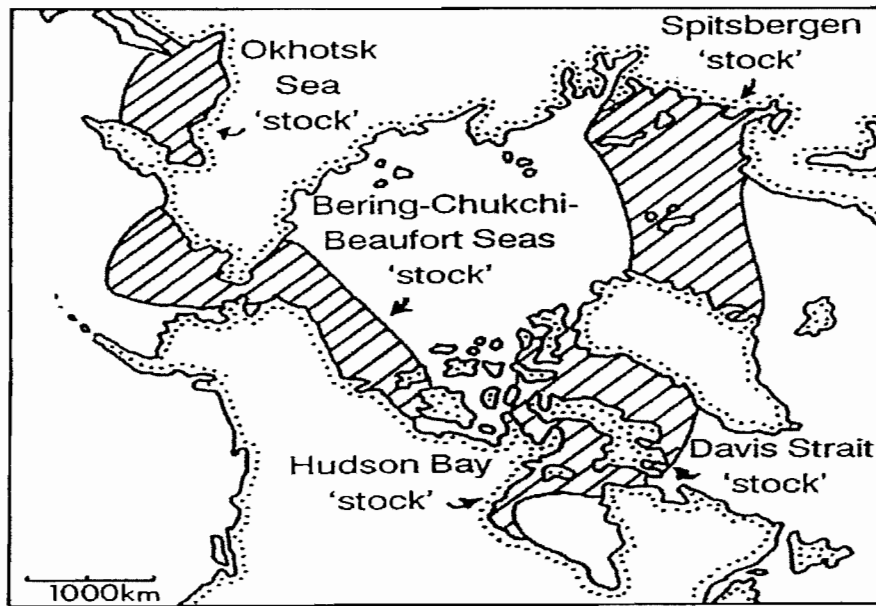 Okhotsk
Sea
'stock'
Spitsbergen
'stock'
Bering-Chukchi-
Beaufort Seas
'stock'
Hudson Bay
'stock'
Davis Strait
'stock'
1000km